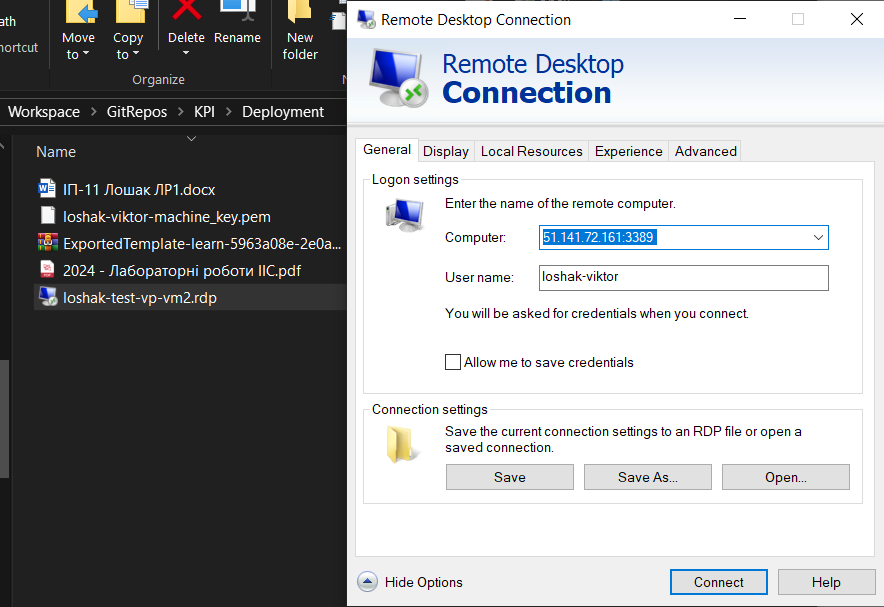 ath
hortcut
Move
to
Copy
to
Delete
Rename
New
folder
Organize
N
Workspace > GitRepos > KPI > Deployment
Name
ІП-11 Лошак ЛР1.docx
loshak-viktor-machine_key.pem
ExportedTemplate-learn-5963a08e-2e0a...
2024 - Лабораторні роботи ІІС.pdf
loshak-test-vp-vm2.rdp
Remote Desktop Connection
Remote Desktop
Connection
General
Display
Local Resources
Experience
Advanced
Logon settings
Enter the name of the remote computer.
Computer:
51.141.72.161:3389
User name:
loshak-viktor
You will be asked for credentials when you connect.
Allow me to save credentials
Connection settings
Save the current connection settings to an RDP file or open a
saved connection.
Save
Save As...
Open...
Hide Options
Connect
Help